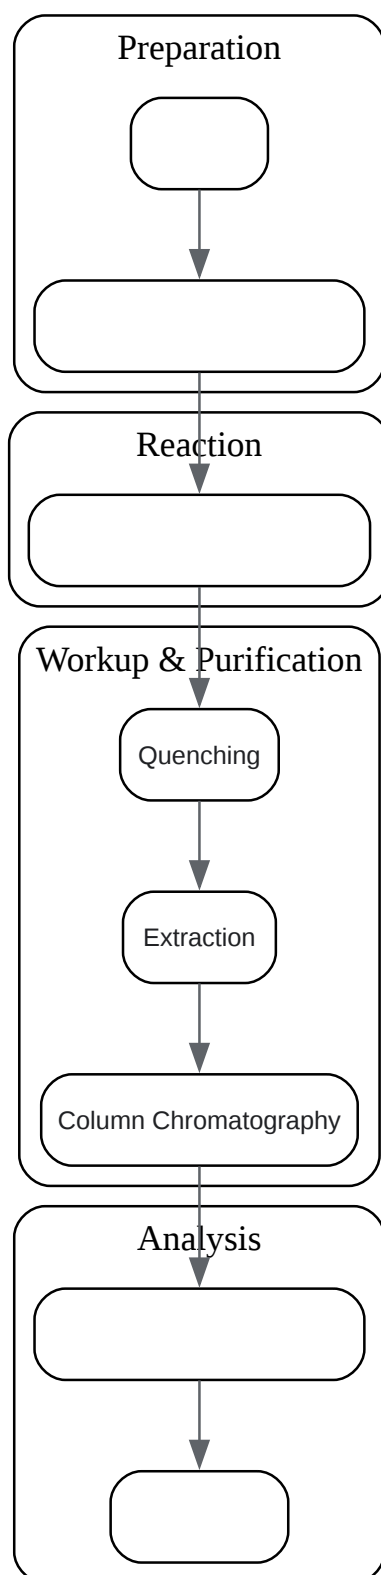 Preparation
Reaction
Workup & Purification
Quenching
Extraction
Column Chromatography
Analysis